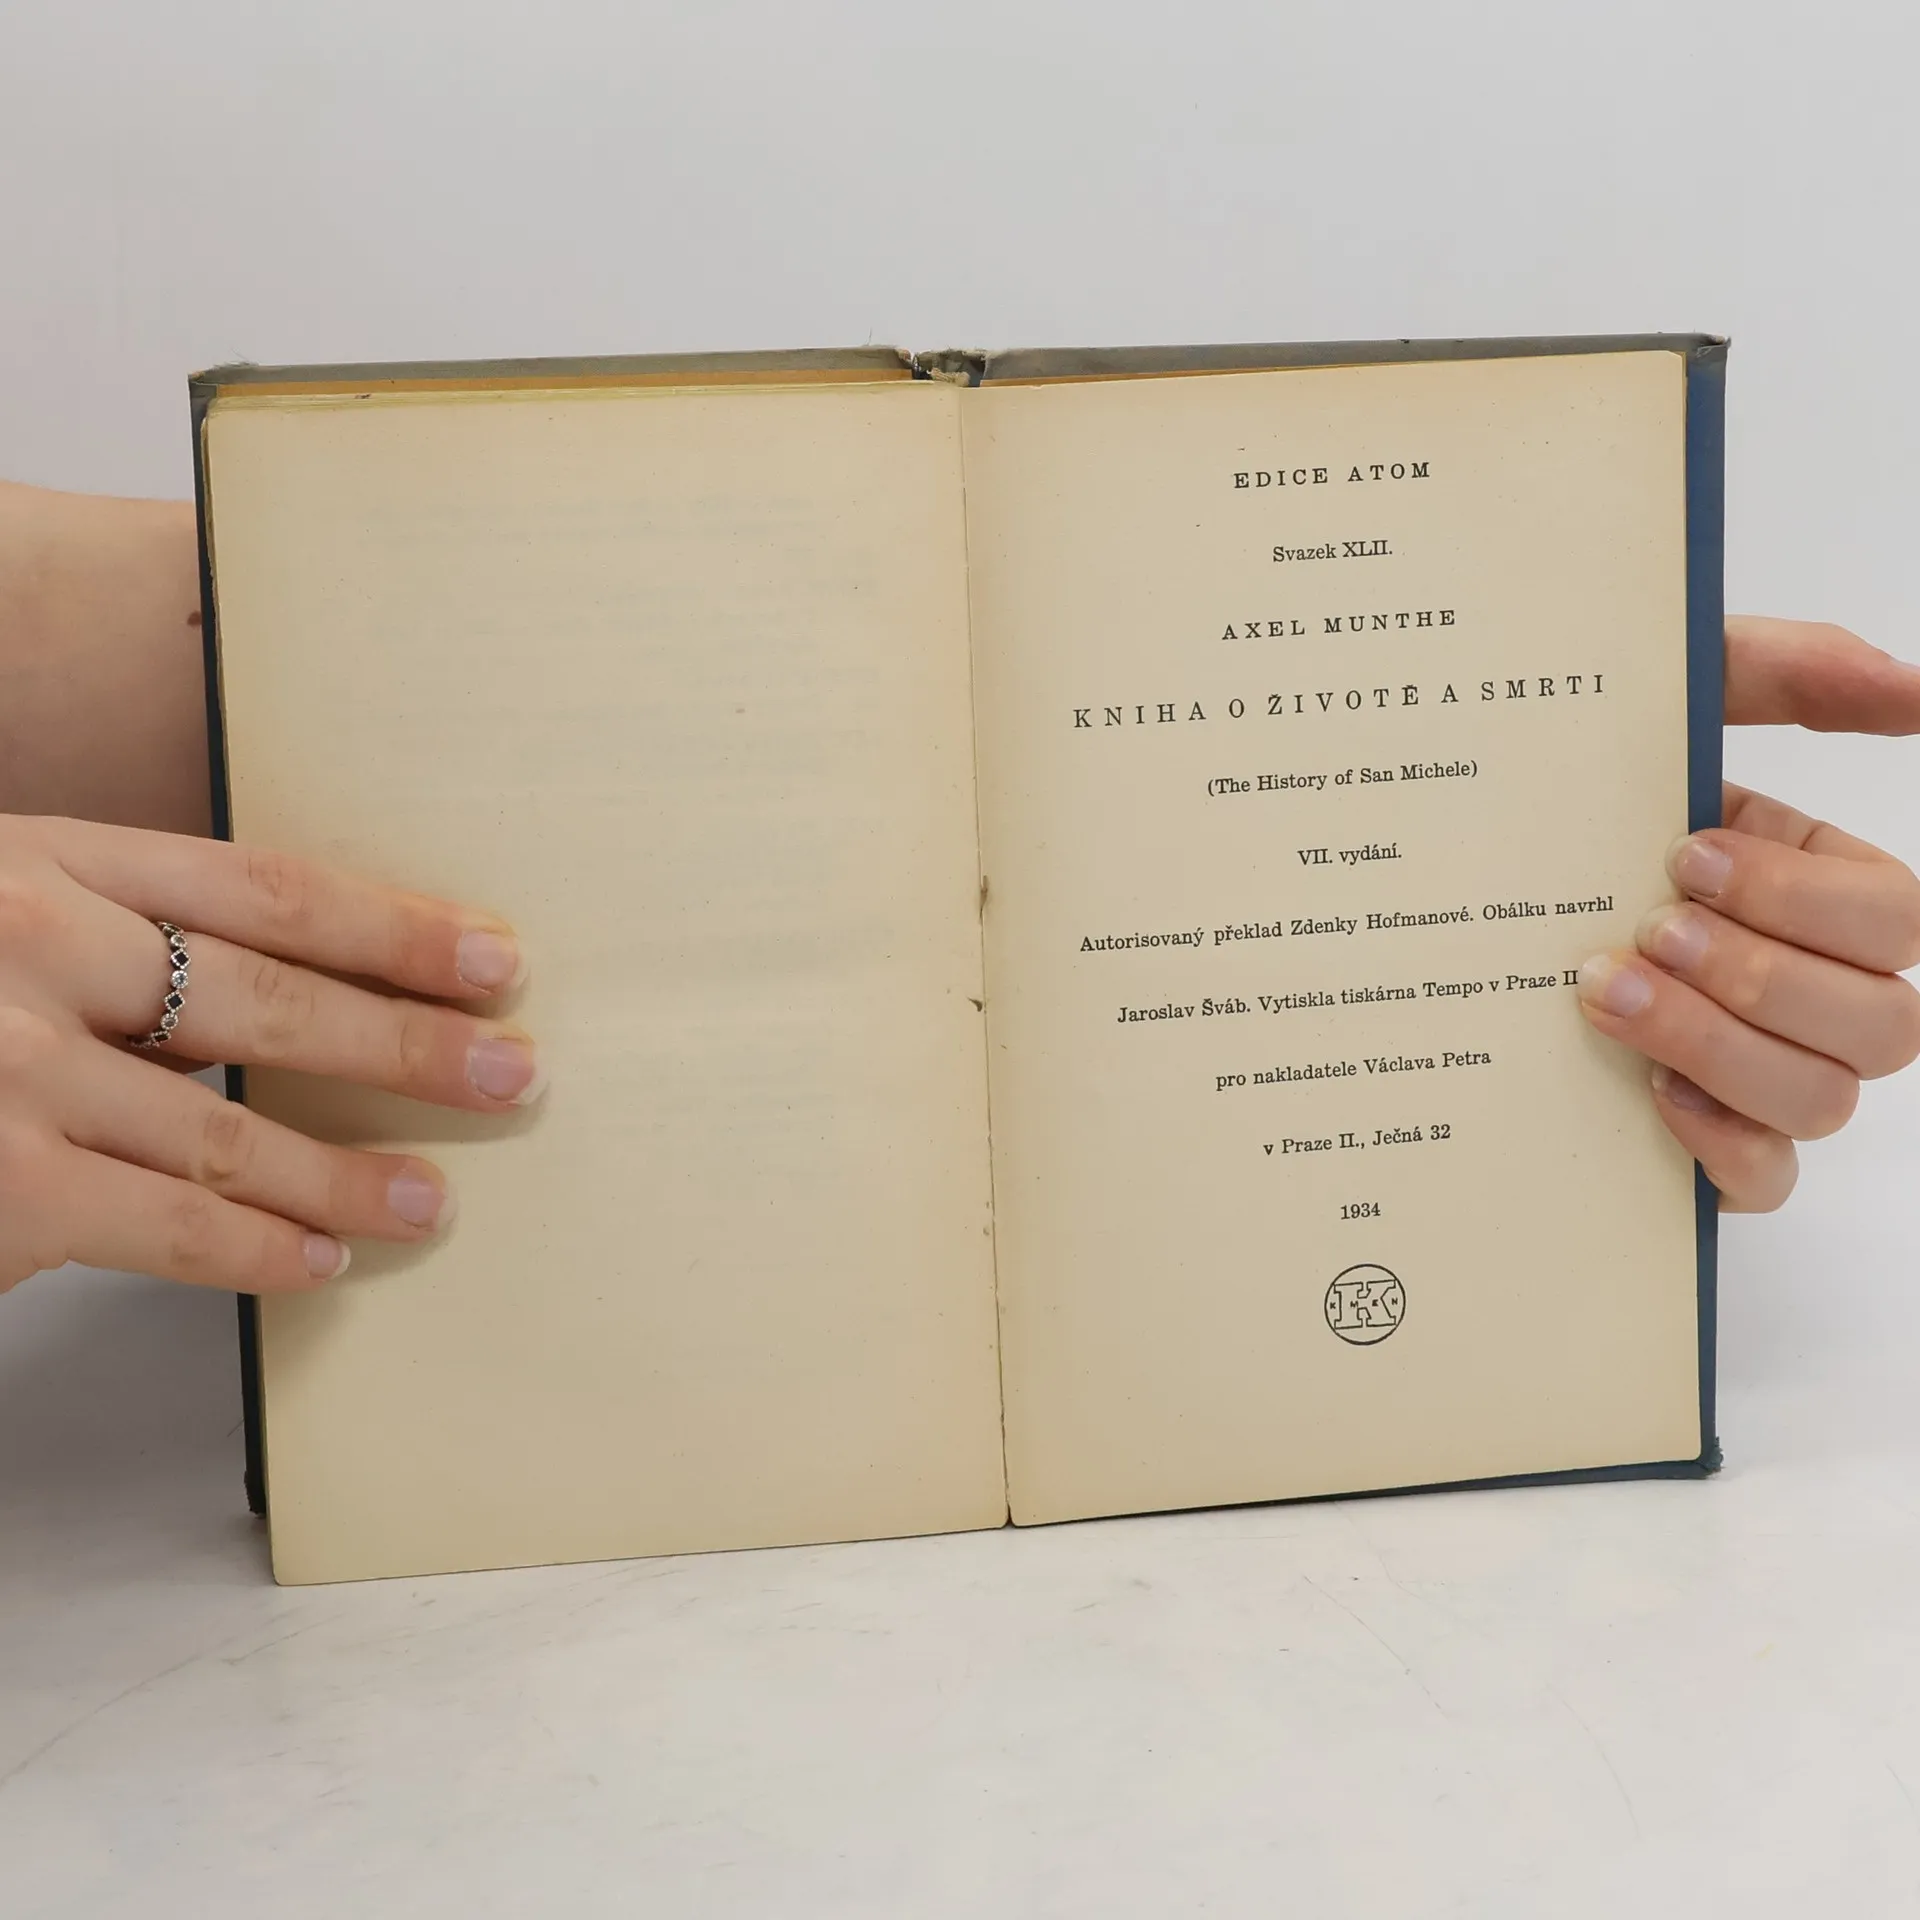 EDICE ATOM
Svazek XLII.
AXEL MUNTHE
KNIHA O ŽIVOTĚ A SMRTI
(The History of San Michele)
VII. vydání.
Autorisovaný překlad Zdenky Hofmanové. Obálku navrhl
Jaroslav Šváb. Vytiskla tiskárna Tempo v Praze II
pro nakladatele Václava Petra
v Praze II., Ječná 32
1934
K M E N